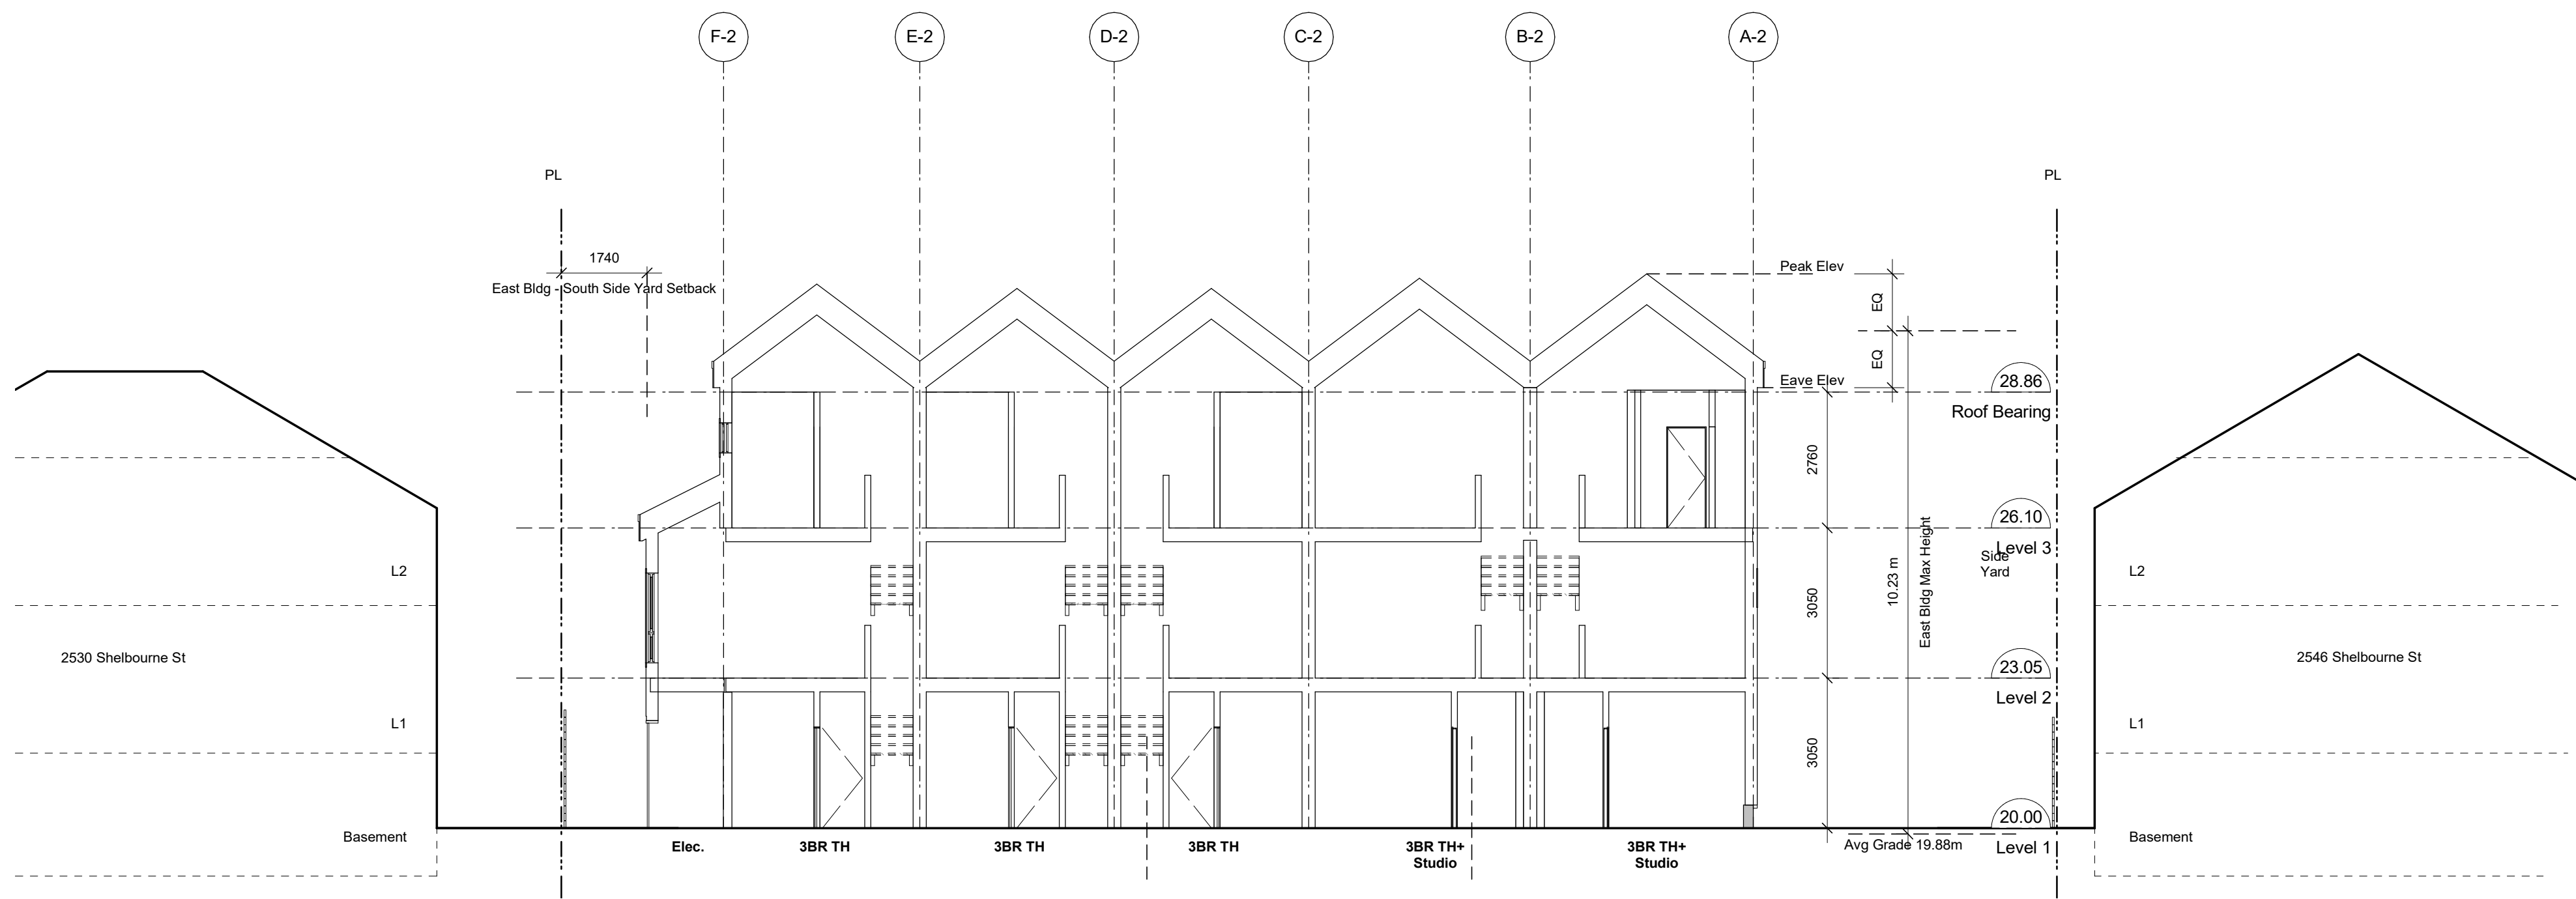 F-2
E-2
D-2
C-2
B-2
A-2
PL
PL
1740
East Bldg - South Side Yard Setback
Peak Elev
EQ
EQ
Eave Elev
28.86
Roof Bearing
2760
26.10
Level 3
Side
Yard
L2
L2
10.23 m
East Bldg Max Height
3050
2530 Shelbourne St
2546 Shelbourne St
23.05
Level 2
L1
L1
3050
20.00
Level 1
Basement
Basement
Avg Grade 19.88m
Elec.
3BR TH
3BR TH
3BR TH
3BR TH+
Studio
3BR TH+
Studio